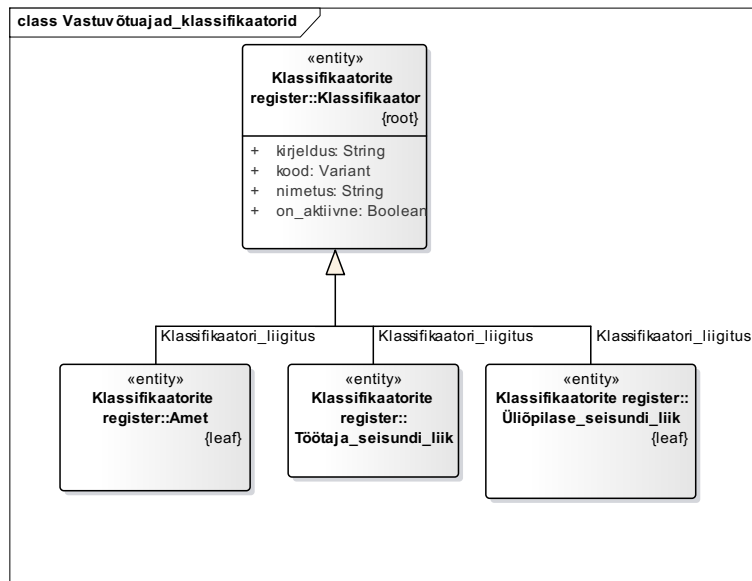 class Vastuvõtuajad_klassifikaatorid
«entity»
Klassifikaatorite
register::Klassifikaator
{root}
+ kirjeldus: String
+ kood: Variant
+ nimetus: String
+ on_aktiivne: Boolean
Klassifikaatori_liigitus
Klassifikaatori_liigitus
Klassifikaatori_liigitus
«entity»
Klassifikaatorite
register::Amet
{leaf}
«entity»
Klassifikaatorite
register::
Töötaja_seisundi_liik
«entity»
Klassifikaatorite register::
Üliõpilase_seisundi_liik
{leaf}